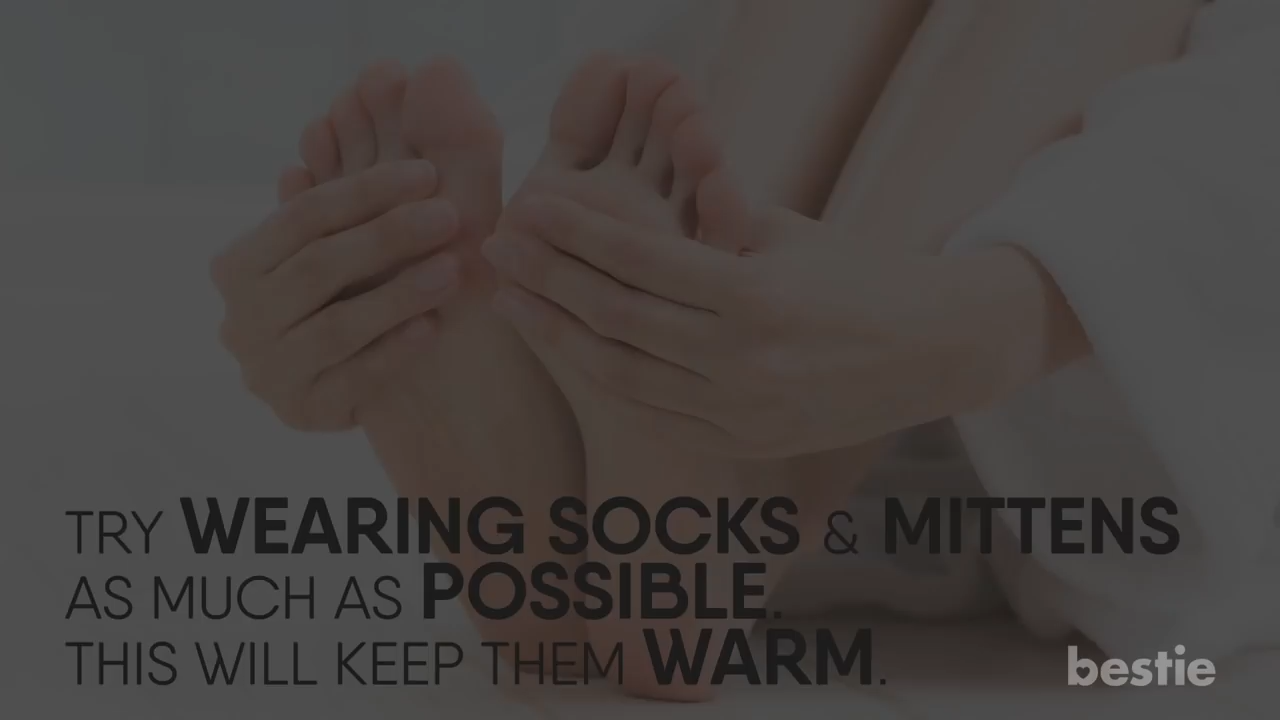 TRY WEARING SOCKS & MITTENS
AS MUCH AS POSSIBLE.
THIS WILL KEEP THEM WARM.
bestie